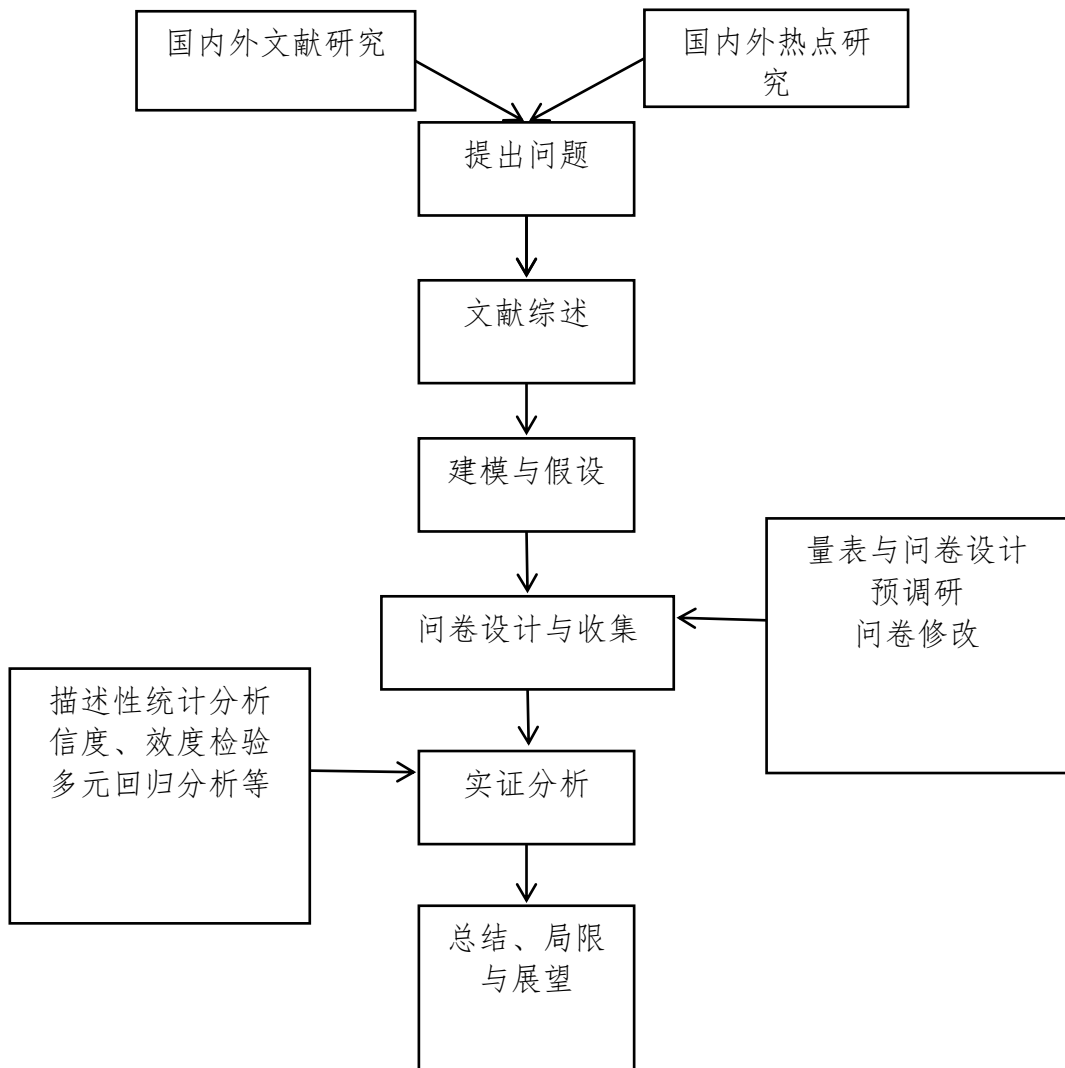 国内外文献研究
国内外热点研
究
提出问题
文献综述
建模与假设
量表与问卷设计
预调研
问卷修改
问卷设计与收集
描述性统计分析
信度、效度检验
多元回归分析等
实证分析
总结、局限
与展望